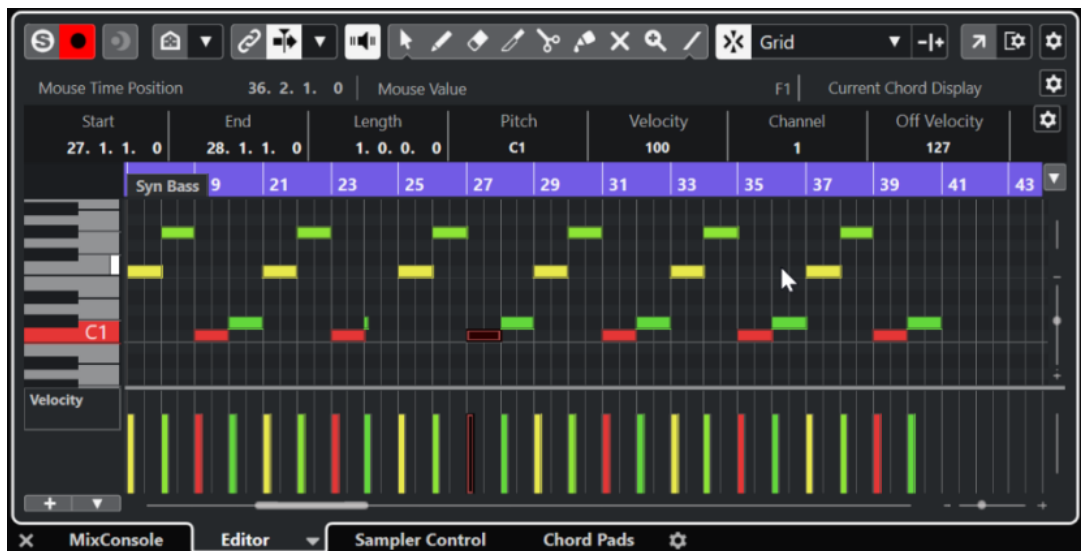 S Grid
Mouse Time Position 36. 2. 1. 0 Mouse Value F1 Current Chord Display
Start End Length Pitch Velocity Channel Off Velocity
27. 1. 1. 0 28. 1. 1. 0 1. 0. 0. 0 C1 100 1 127
Syn Bass 9 21 23 25 27 29 31 33 35 37 39 41 43
C1
Velocity
MixConsole Editor Sampler Control Chord Pads